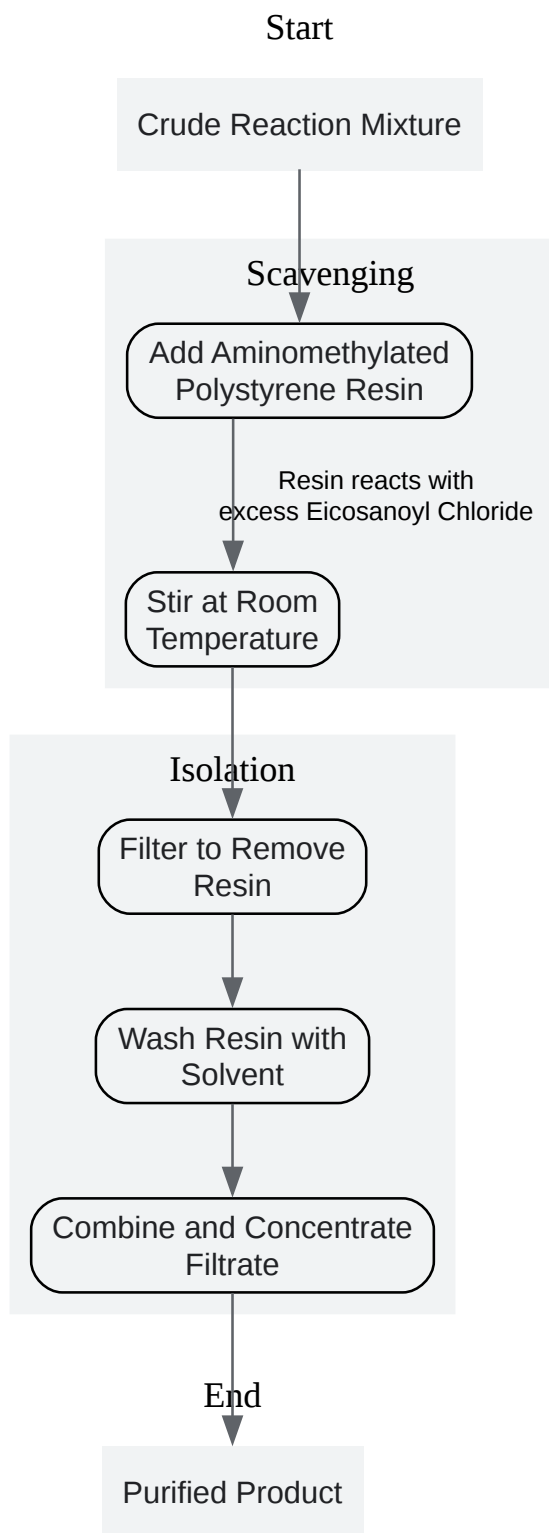 Start
Crude Reaction Mixture
Scavenging
Add Aminomethylated
Polystyrene Resin
Resin reacts with
excess Eicosanoyl Chloride
Stir at Room
Temperature
Isolation
Filter to Remove
Resin
Wash Resin with
Solvent
Combine and Concentrate
Filtrate
End
Purified Product